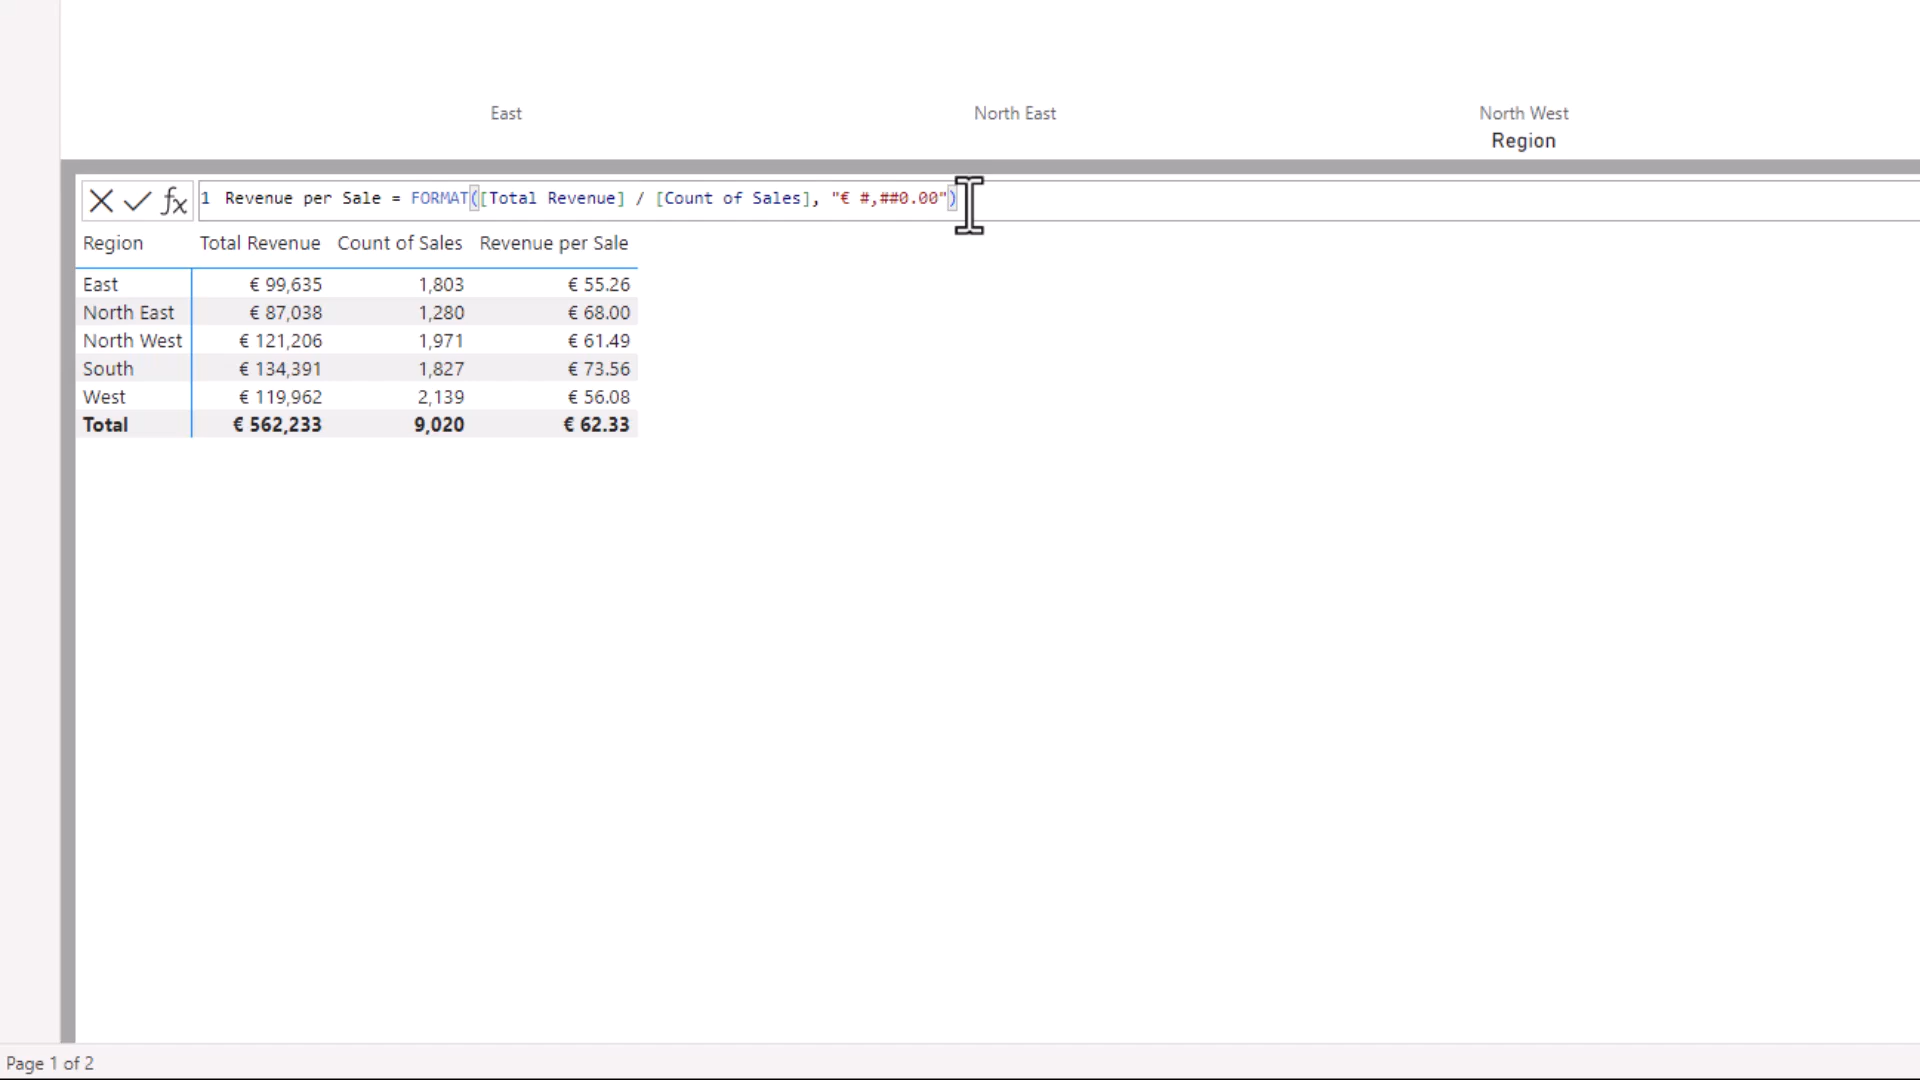 East North East North West
Region
1 Revenue per Sale = FORMAT([Total Revenue] / [Count of Sales], "€ #,##0.00")
Region Total Revenue Count of Sales Revenue per Sale
East € 99,635 1,803 € 55.26
North East € 87,038 1,280 € 68.00
North West € 121,206 1,971 € 61.49
South € 134,391 1,827 € 73.56
West € 119,962 2,139 € 56.08
Total € 562,233 9,020 € 62.33
Page 1 of 2